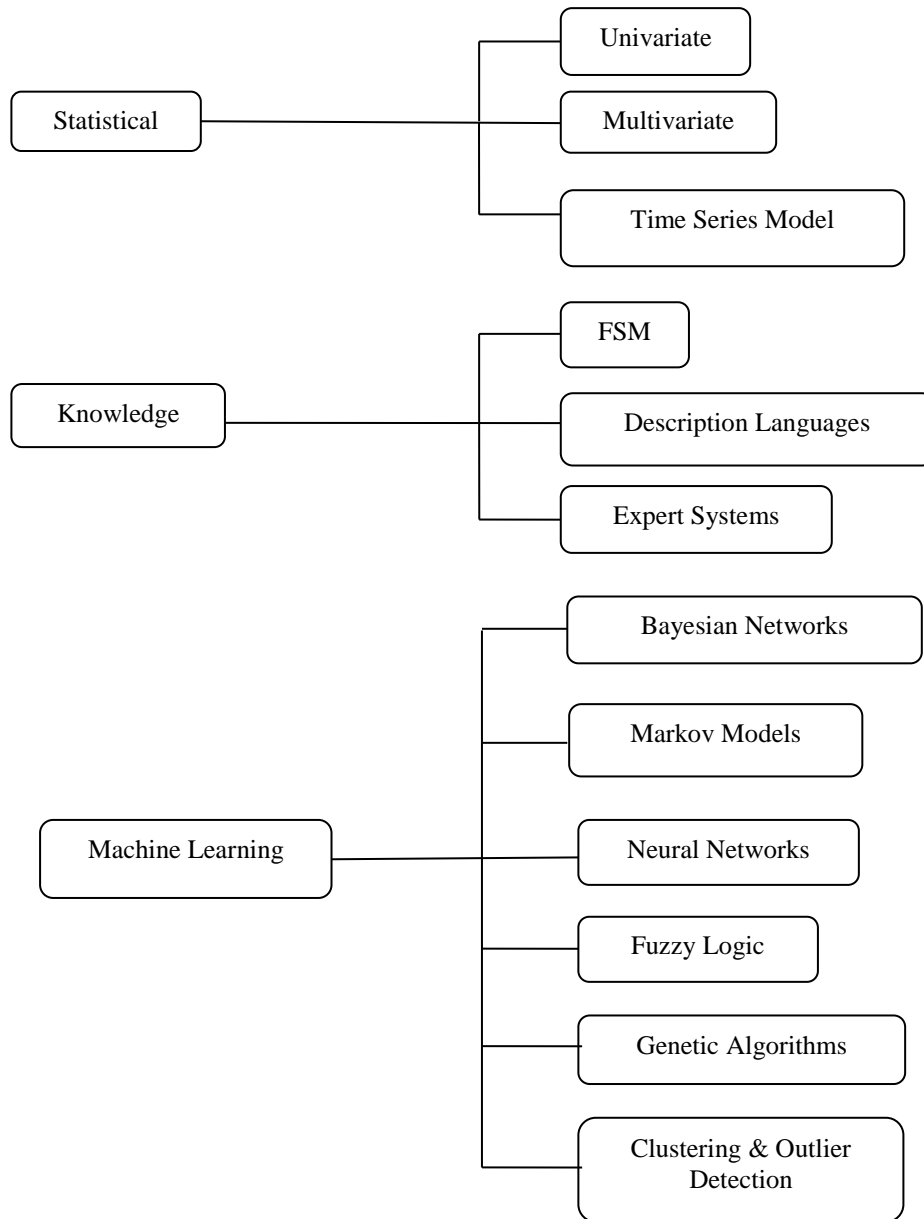 Univariate
Statistical
Multivariate
Time Series Model
FSM
Knowledge
Description Languages
Expert Systems
Bayesian Networks
Markov Models
Machine Learning
Neural Networks
Fuzzy Logic
Genetic Algorithms
Clustering & Outlier
Detection